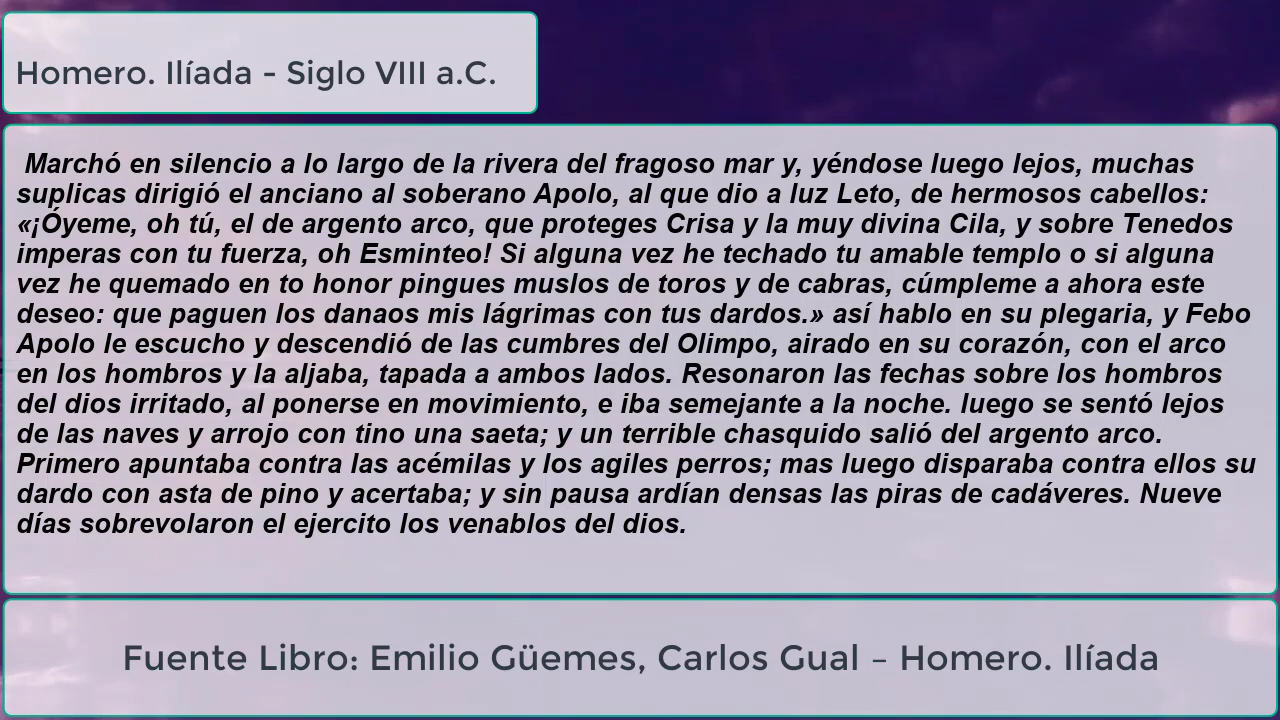 Homero. Ilíada - Siglo VIII a.C.
Marchó en silencio a lo largo de la rivera del fragoso mar y, yéndose luego lejos, muchas
suplicas dirigió el anciano al soberano Apolo, al que dio a luz Leto, de hermosos cabellos:
«¡Óyeme, oh tú, el de argento arco, que proteges Crisa y la muy divina Cila, y sobre Tenedos
imperas con tu fuerza, oh Esminteo! Si alguna vez he techado tu amable templo o si alguna
vez he quemado en to honor pingues muslos de toros y de cabras, cúmpleme a ahora este
deseo: que paguen los danaos mis lágrimas con tus dardos.» así hablo en su plegaria, y Febo
Apolo le escucho y descendió de las cumbres del Olimpo, airado en su corazón, con el arco
en los hombros y la aljaba, tapada a ambos lados. Resonaron las fechas sobre los hombros
del dios irritado, al ponerse en movimiento, e iba semejante a la noche. luego se sentó lejos
de las naves y arrojo con tino una saeta; y un terrible chasquido salió del argento arco.
Primero apuntaba contra las acémilas y los agiles perros; mas luego disparaba contra ellos su
dardo con asta de pino y acertaba; y sin pausa ardían densas las piras de cadáveres. Nueve
días sobrevolaron el ejercito los venablos del dios.
Fuente Libro: Emilio Güemes, Carlos Gual – Homero. Ilíada